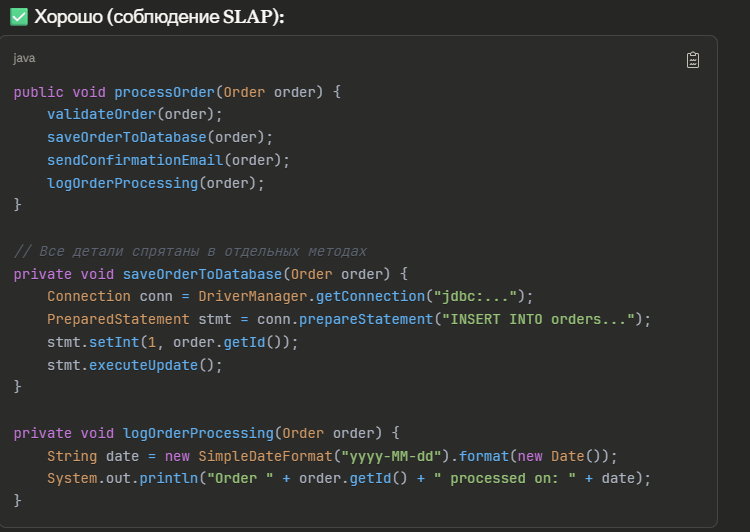 ✅ Хорошо (соблюдение SLAP):
java
public void processOrder(Order order) {
    validateOrder(order);
    saveOrderToDatabase(order);
    sendConfirmationEmail(order);
    logOrderProcessing(order);
}

// Все детали спрятаны в отдельных методах
private void saveOrderToDatabase(Order order) {
    Connection conn = DriverManager.getConnection("jdbc:...");
    PreparedStatement stmt = conn.prepareStatement("INSERT INTO orders...");
    stmt.setInt(1, order.getId());
    stmt.executeUpdate();
}

private void logOrderProcessing(Order order) {
    String date = new SimpleDateFormat("yyyy-MM-dd").format(new Date());
    System.out.println("Order " + order.getId() + " processed on: " + date);
}